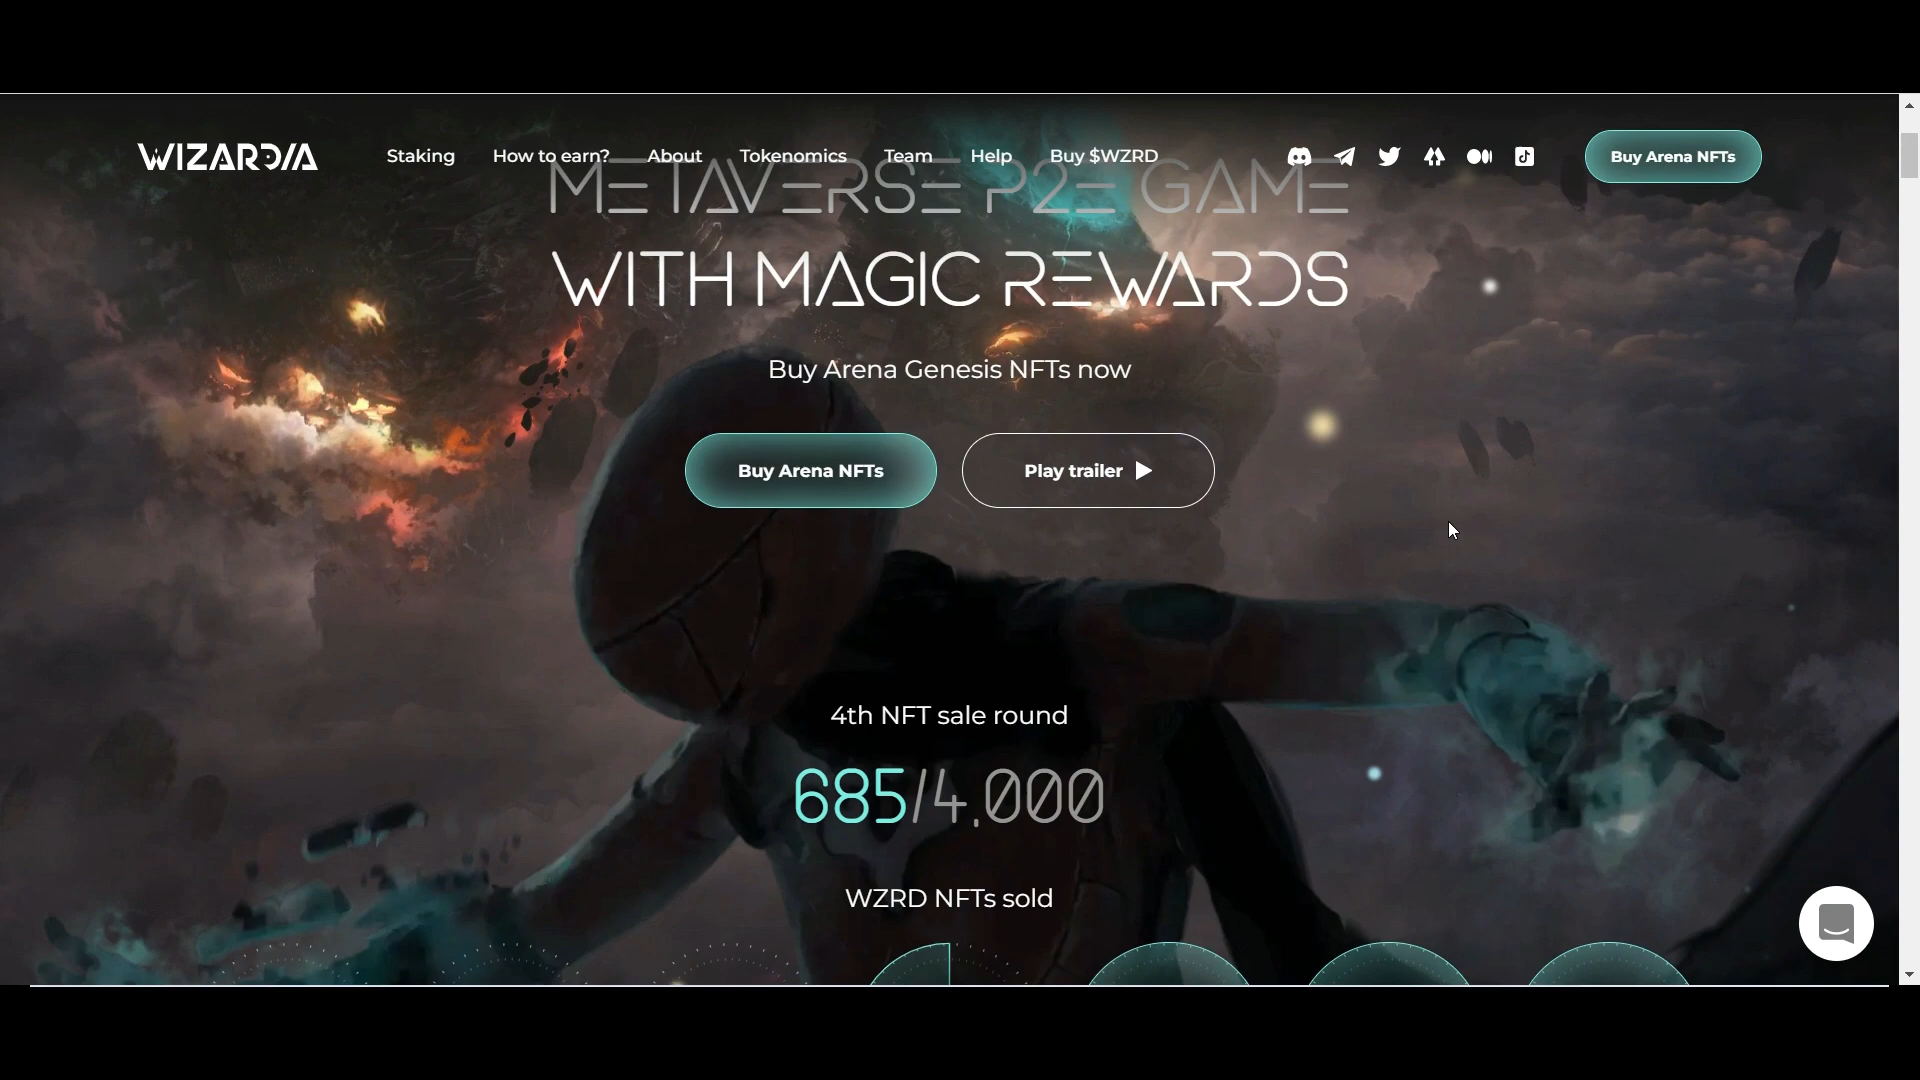 WIZARDIA
Staking How to earn? About Tokenomics Team Help Buy $WZRD Buy Arena NFTs
METAVERSE P2E GAME
WITH MAGIC REWARDS
Buy Arena Genesis NFTs now
Buy Arena NFTs Play trailer
4th NFT sale round
685/4,000
WZRD NFTs sold